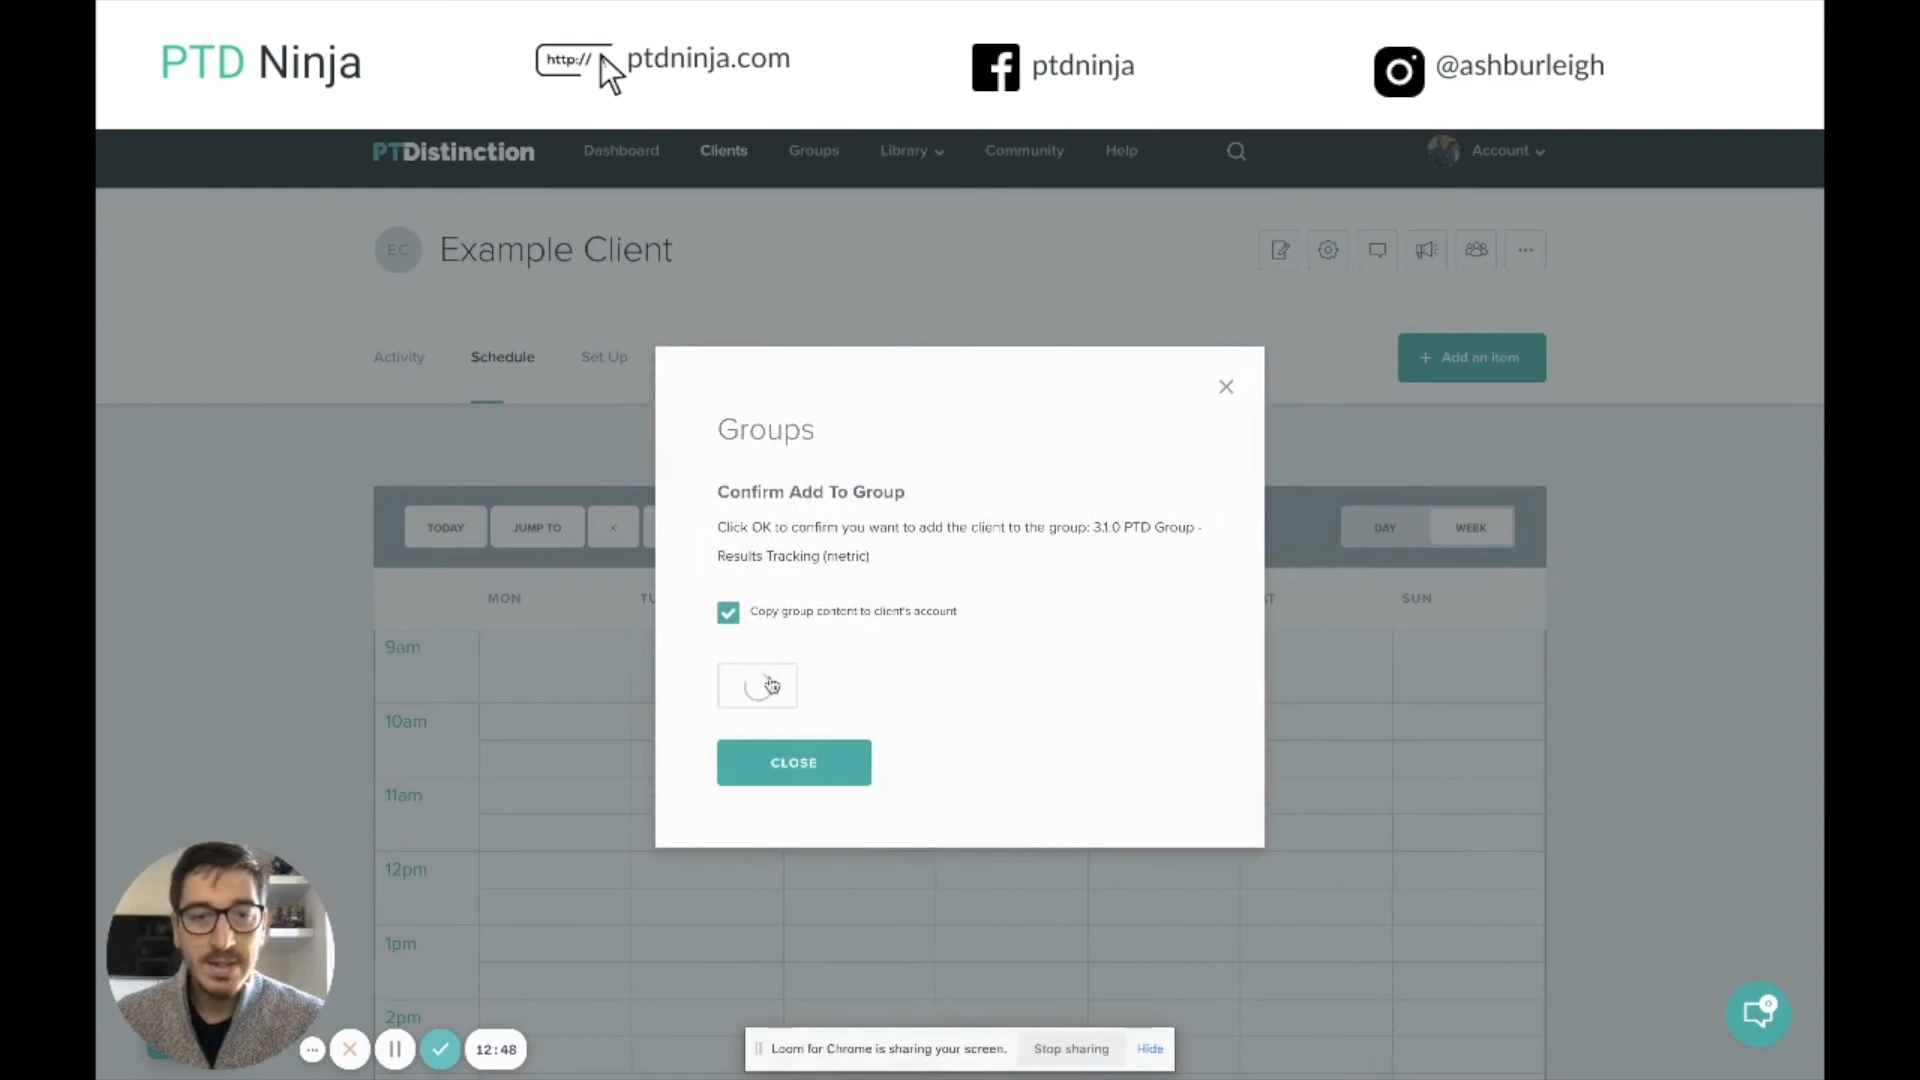 PTD Ninja
http://
ptdninja.com
ptdninja
@ashburleigh
PTDistinction
Dashboard
Clients
Groups
Library
Community
Help
Account
EC
Example Client
Activity
Schedule
Set Up
+ Add an item
Groups
Confirm Add To Group
Click OK to confirm you want to add the client to the group: 3.1.0 PTD Group -
Results Tracking (metric)
Copy group content to client's account
CLOSE
TODAY
JUMP TO
<
DAY
WEEK
MON
SUN
9am
10am
11am
12pm
1pm
2pm
12:48
Loom for Chrome is sharing your screen.
Stop sharing
Hide
0